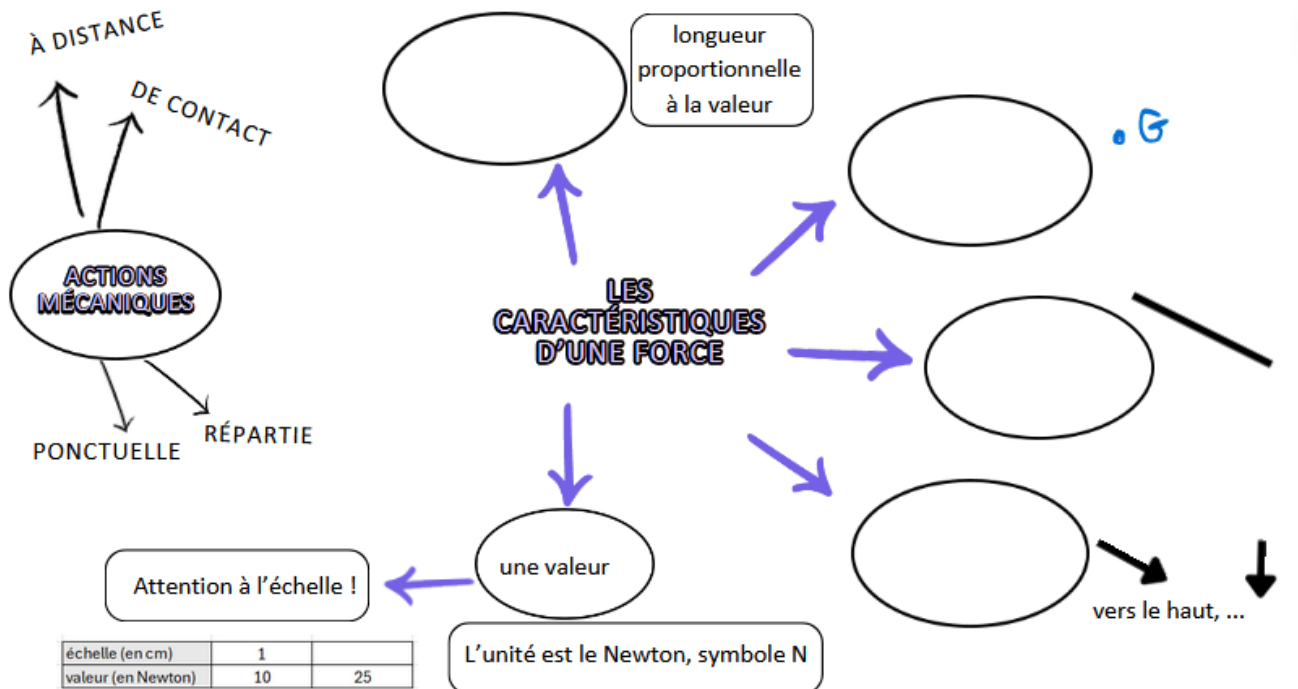 À DISTANCE
DE CONTACT
ACTIONS
MÉCANIQUES
PONCTUELLE
RÉPARTIE
longueur
proportionnelle
à la valeur
. G
LES
CARACTÉRISTIQUES
D'UNE FORCE
vers le haut, ...
une valeur
Attention à l'échelle !
L'unité est le Newton, symbole N
échelle (en cm) 1
valeur (en Newton) 10 25